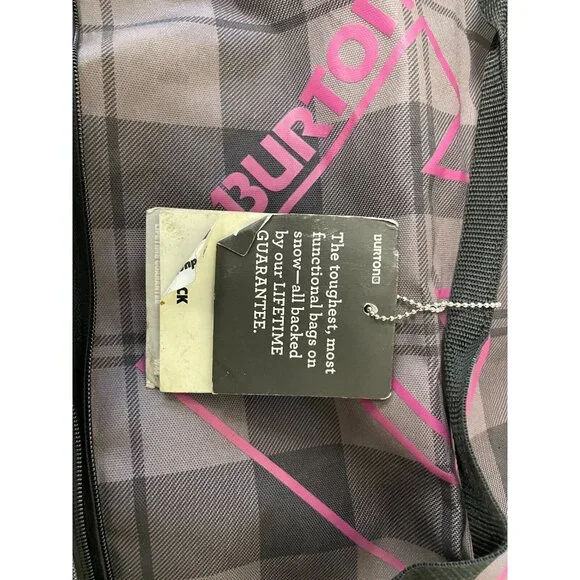 BURTON
BURTON
The toughest, most
functional bags on
snow—all backed
by our LIFETIME
GUARANTEE.